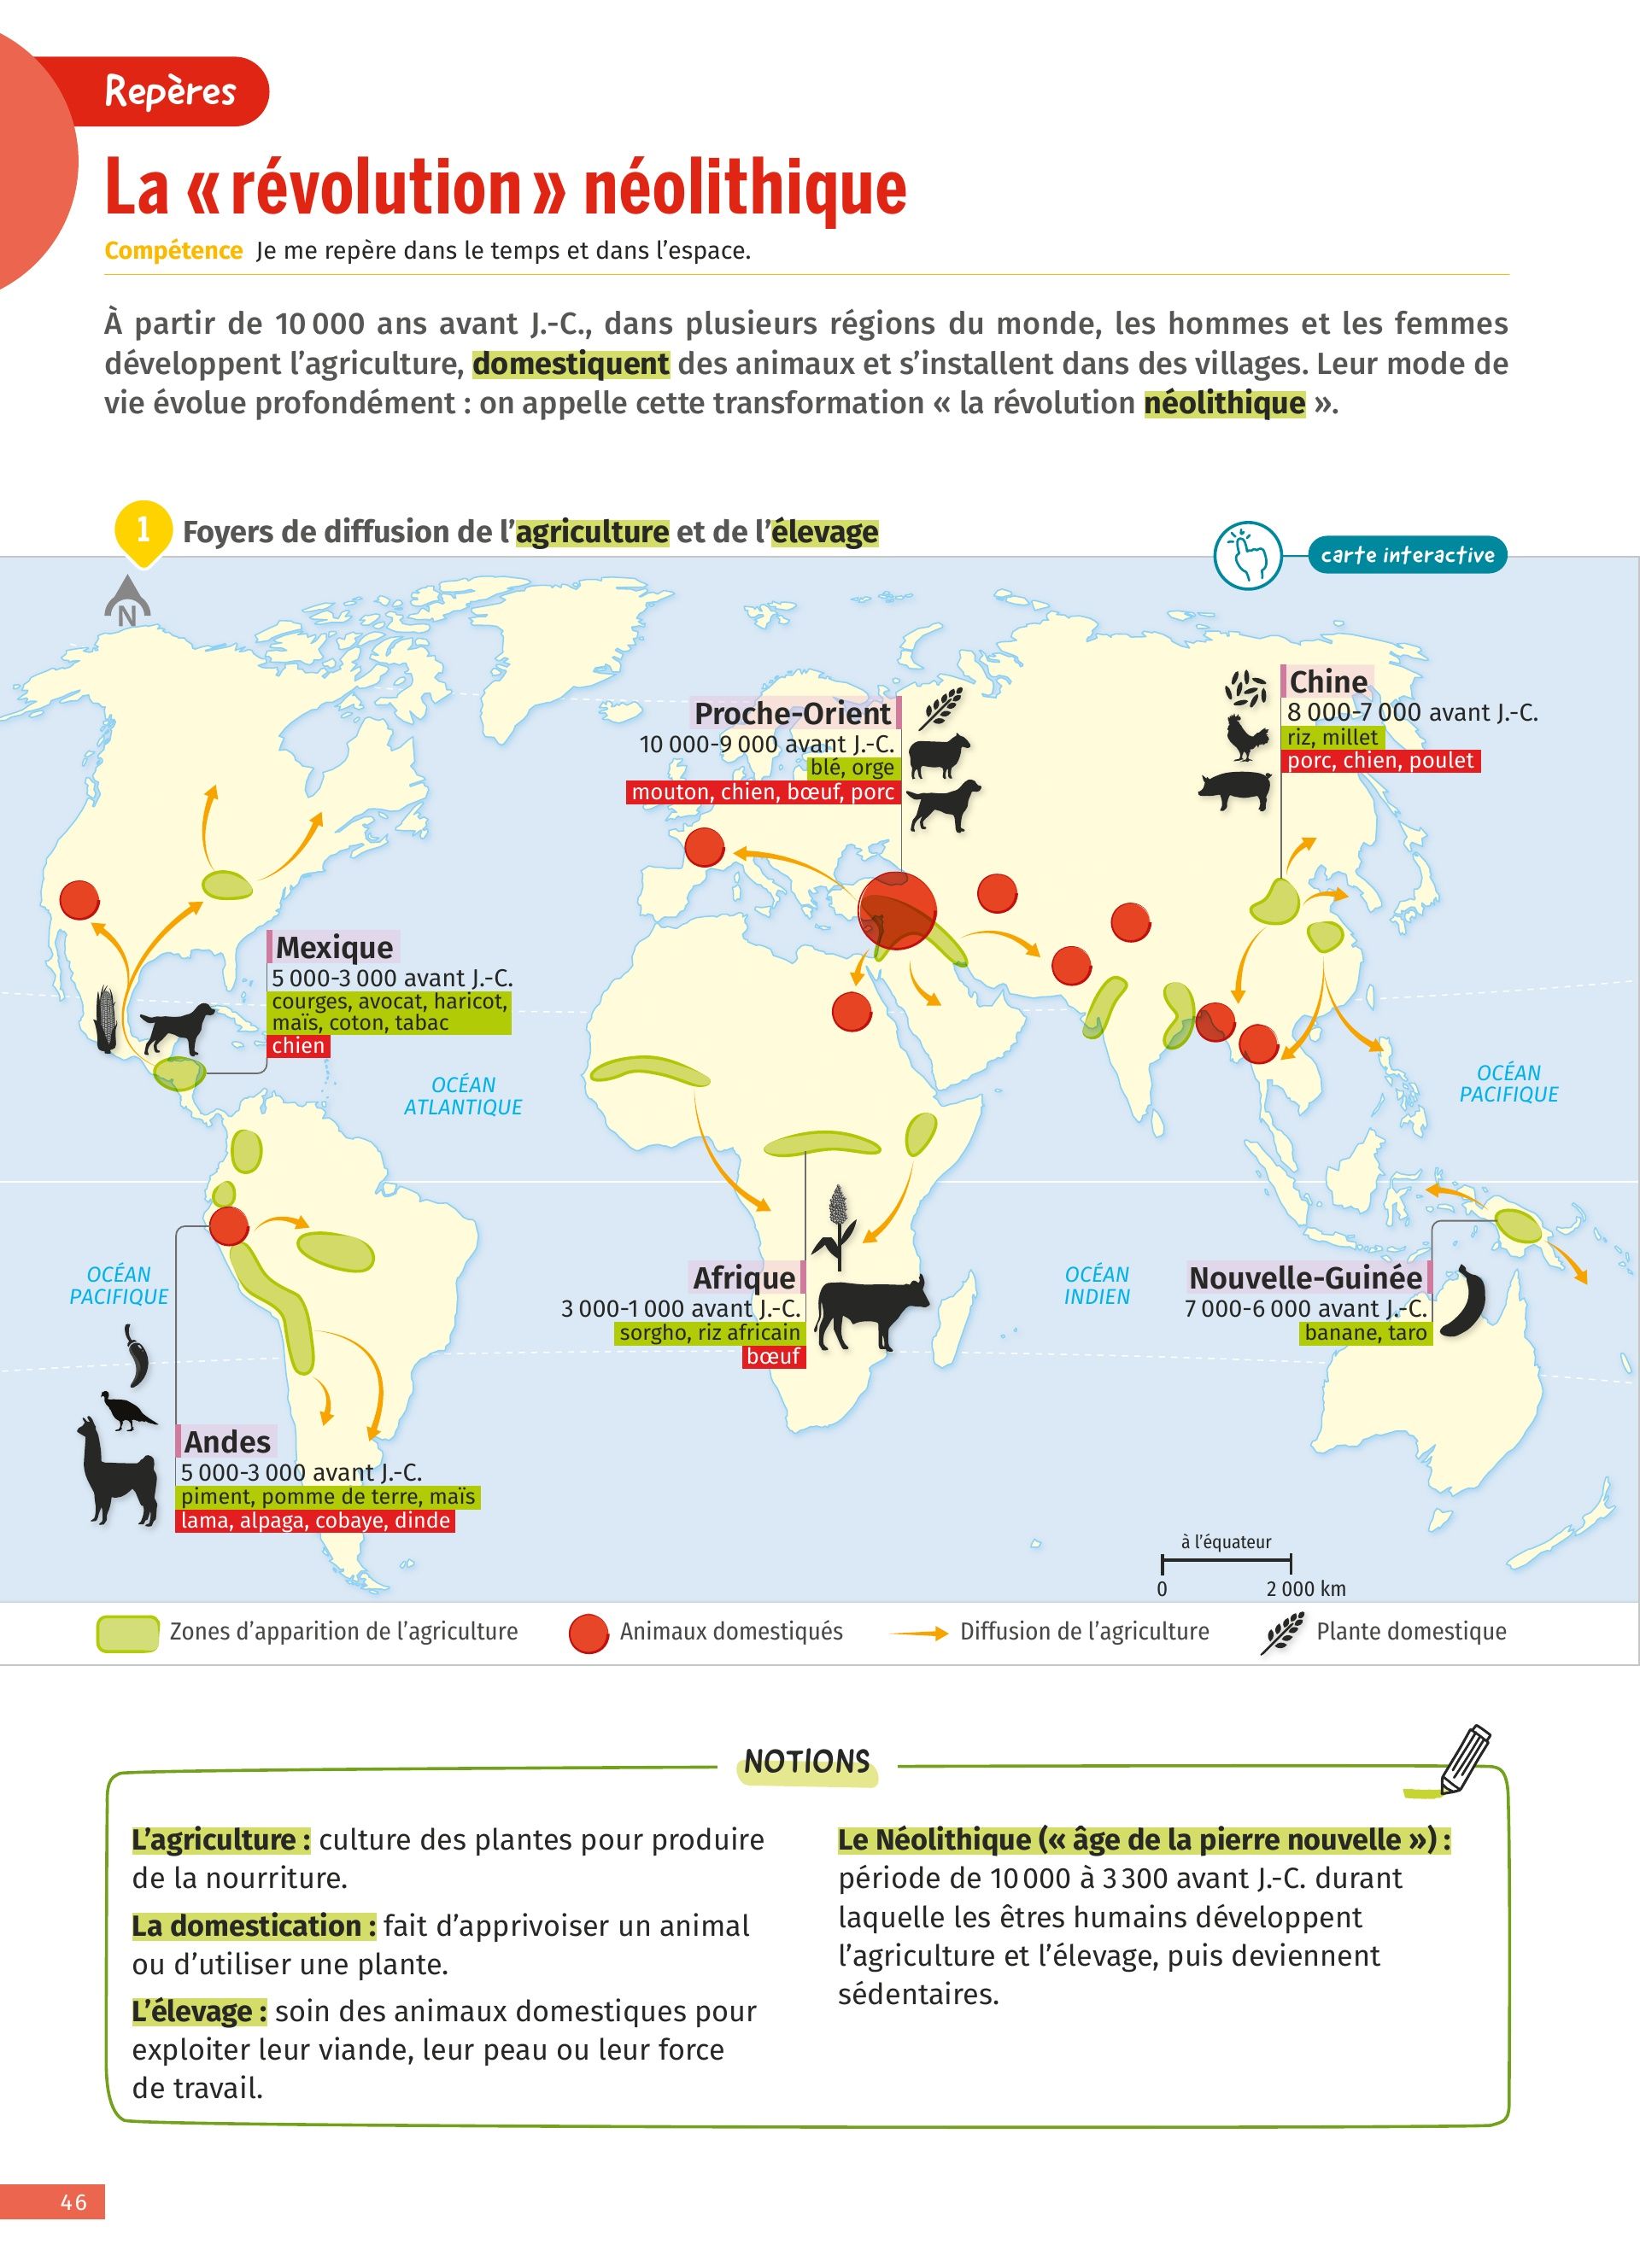 Repères
La « révolution » néolithique
Compétence Je me repère dans le temps et dans l’espace.
À partir de 10 000 ans avant J.-C., dans plusieurs régions du monde, les hommes et les femmes
développent l’agriculture, domestiquent des animaux et s’installent dans des villages. Leur mode de
vie évolue profondément : on appelle cette transformation « la révolution néolithique ».
1 Foyers de diffusion de l’agriculture et de l’élevage
carte interactive
N
Proche-Orient
10 000-9 000 avant J.-C.
blé, orge
mouton, chien, bœuf, porc
Chine
8 000-7 000 avant J.-C.
riz, millet
porc, chien, poulet
Mexique
5 000-3 000 avant J.-C.
courges, avocat, haricot,
maïs, coton, tabac
chien
OCÉAN
ATLANTIQUE
OCÉAN
PACIFIQUE
OCÉAN
PACIFIQUE
Afrique
3 000-1 000 avant J.-C.
sorgho, riz africain
bœuf
OCÉAN
INDIEN
Nouvelle-Guinée
7 000-6 000 avant J.-C.
banane, taro
Andes
5 000-3 000 avant J.-C.
piment, pomme de terre, maïs
lama, alpaga, cobaye, dinde
à l’équateur
0 2 000 km
Zones d’apparition de l’agriculture
Animaux domestiqués
Diffusion de l’agriculture
Plante domestique
NOTIONS
L’agriculture : culture des plantes pour produire
de la nourriture.
La domestication : fait d’apprivoiser un animal
ou d’utiliser une plante.
L’élevage : soin des animaux domestiques pour
exploiter leur viande, leur peau ou leur force
de travail.
Le Néolithique (« âge de la pierre nouvelle ») :
période de 10 000 à 3 300 avant J.-C. durant
laquelle les êtres humains développent
l’agriculture et l’élevage, puis deviennent
sédentaires.
46